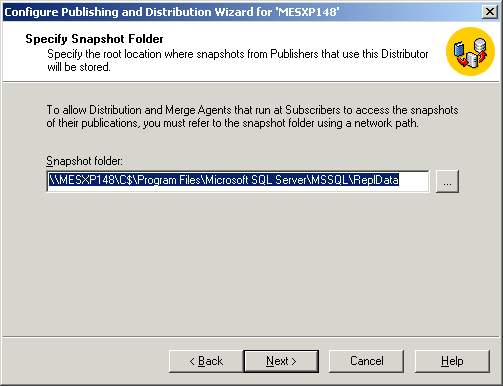 Configure Publishing and Distribution Wizard for 'MESXP148'
Specify Snapshot Folder
Specify the root location where snapshots from Publishers that use this Distributor
will be stored.
To allow Distribution and Merge Agents that run at Subscribers to access the snapshots
of their publications, you must refer to the snapshot folder using a network path.
Snapshot folder:
\\MESXP148\C$\Program Files\Microsoft SQL Server\MSSQL\ReplData
...
< Back
Next >
Cancel
Help